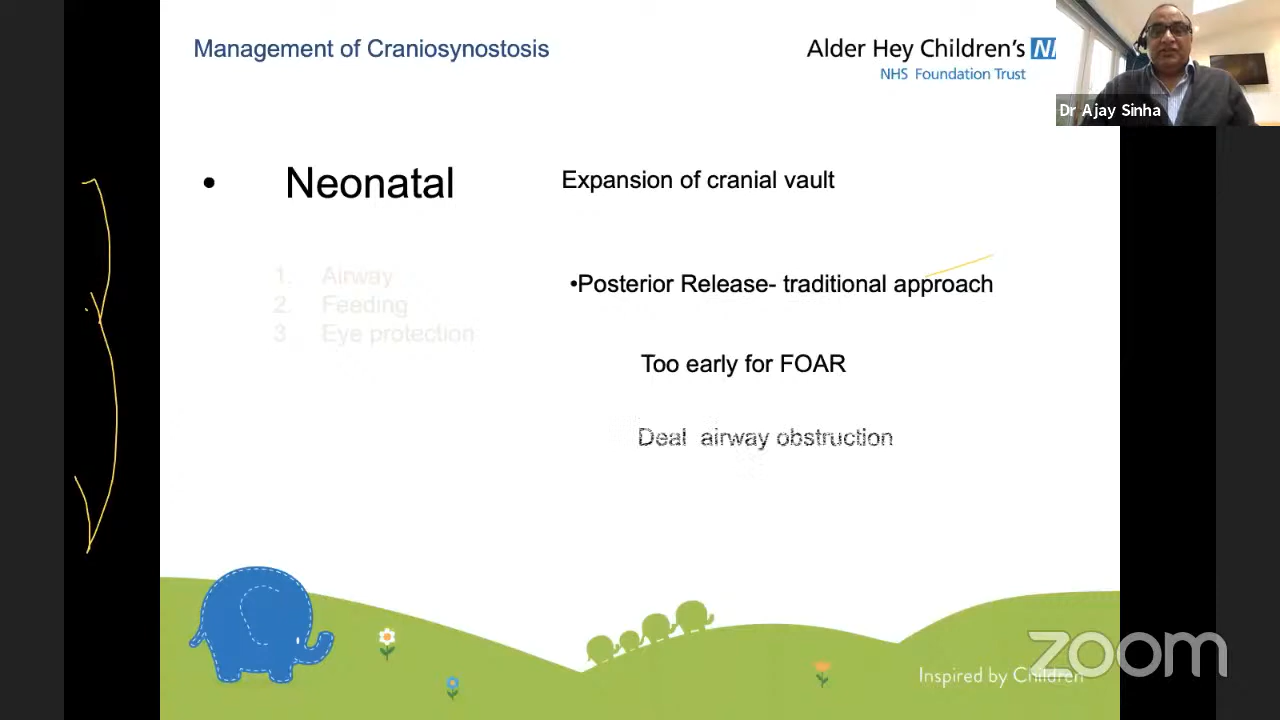 Management of Craniosynostosis
Alder Hey Children's
NHS Foundation Trust
Dr Ajay Sinha
• Neonatal
1. Airway
2. Feeding
3. Eye protection
Expansion of cranial vault
•Posterior Release- traditional approach
Too early for FOAR
Deal airway obstruction
Inspired by Children
zoom